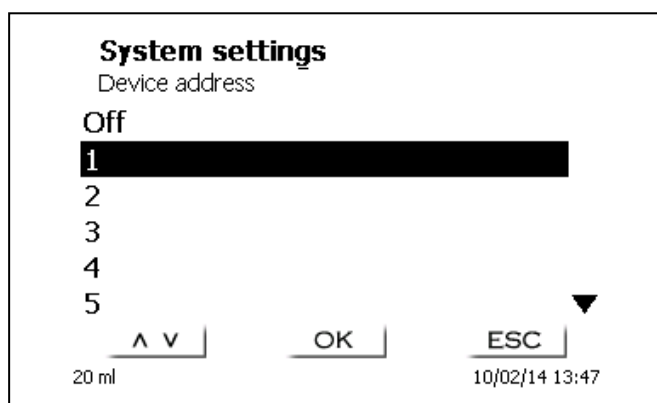 System settings
Device address
Off
1
2
3
4
5
∧ ∨ OK ESC
20 ml 10/02/14 13:47